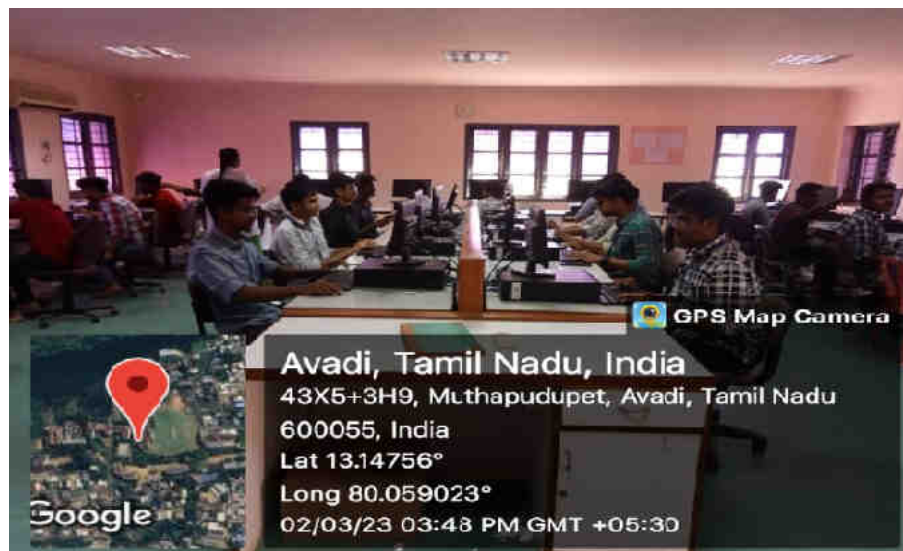 GPS Map Camera
Avadi, Tamil Nadu, India
43X5+3H9, Muthapudupet, Avadi, Tamil Nadu
600055, India
Lat 13.14756°
Long 80.059023°
02/03/23 03:48 PM GMT +05:30
Google